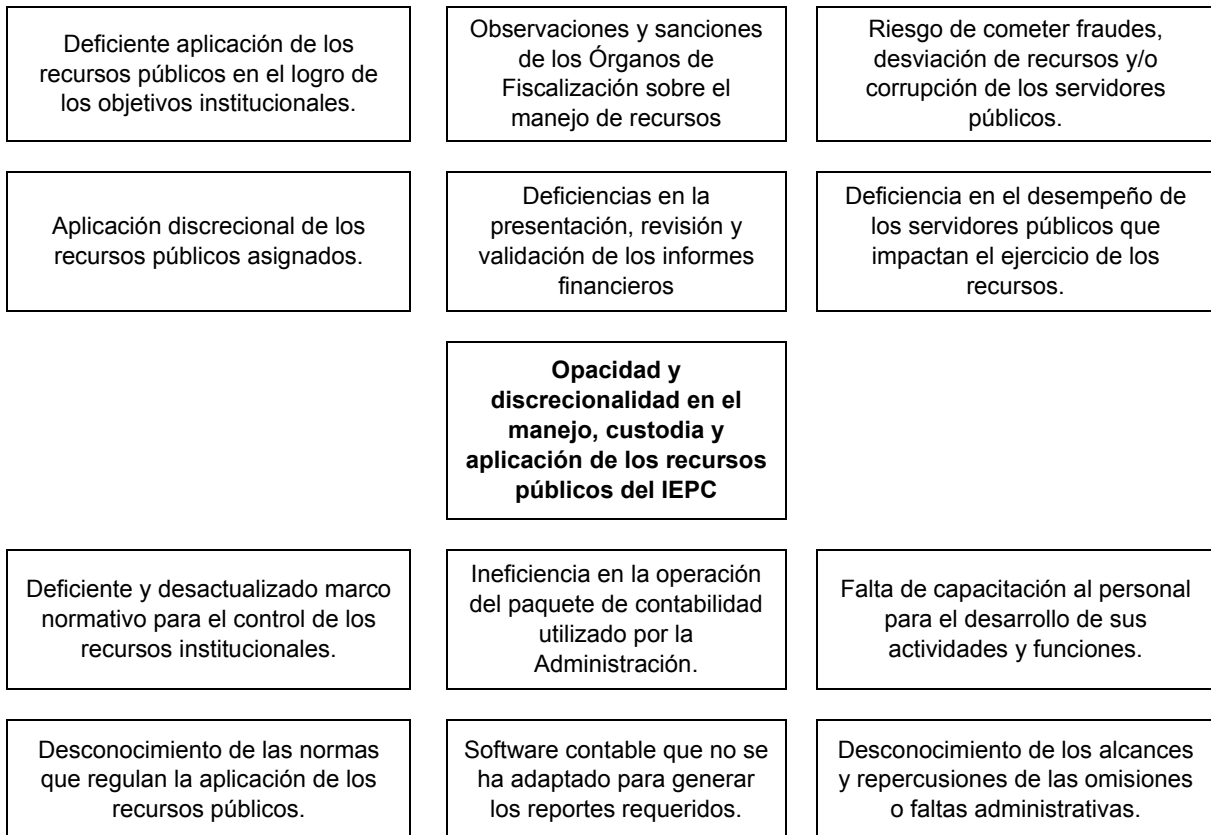 Deficiente aplicación de los
recursos públicos en el logro de
los objetivos institucionales.
Observaciones y sanciones
de los Órganos de
Fiscalización sobre el
manejo de recursos
Riesgo de cometer fraudes,
desviación de recursos y/o
corrupción de los servidores
públicos.
Aplicación discrecional de los
recursos públicos asignados.
Deficiencias en la
presentación, revisión y
validación de los informes
financieros
Deficiencia en el desempeño de
los servidores públicos que
impactan el ejercicio de los
recursos.
Opacidad y
discrecionalidad en el
manejo, custodia y
aplicación de los recursos
públicos del IEPC
Deficiente y desactualizado marco
normativo para el control de los
recursos institucionales.
Ineficiencia en la operación
del paquete de contabilidad
utilizado por la
Administración.
Falta de capacitación al personal
para el desarrollo de sus
actividades y funciones.
Desconocimiento de las normas
que regulan la aplicación de los
recursos públicos.
Software contable que no se
ha adaptado para generar
los reportes requeridos.
Desconocimiento de los alcances
y repercusiones de las omisiones
o faltas administrativas.